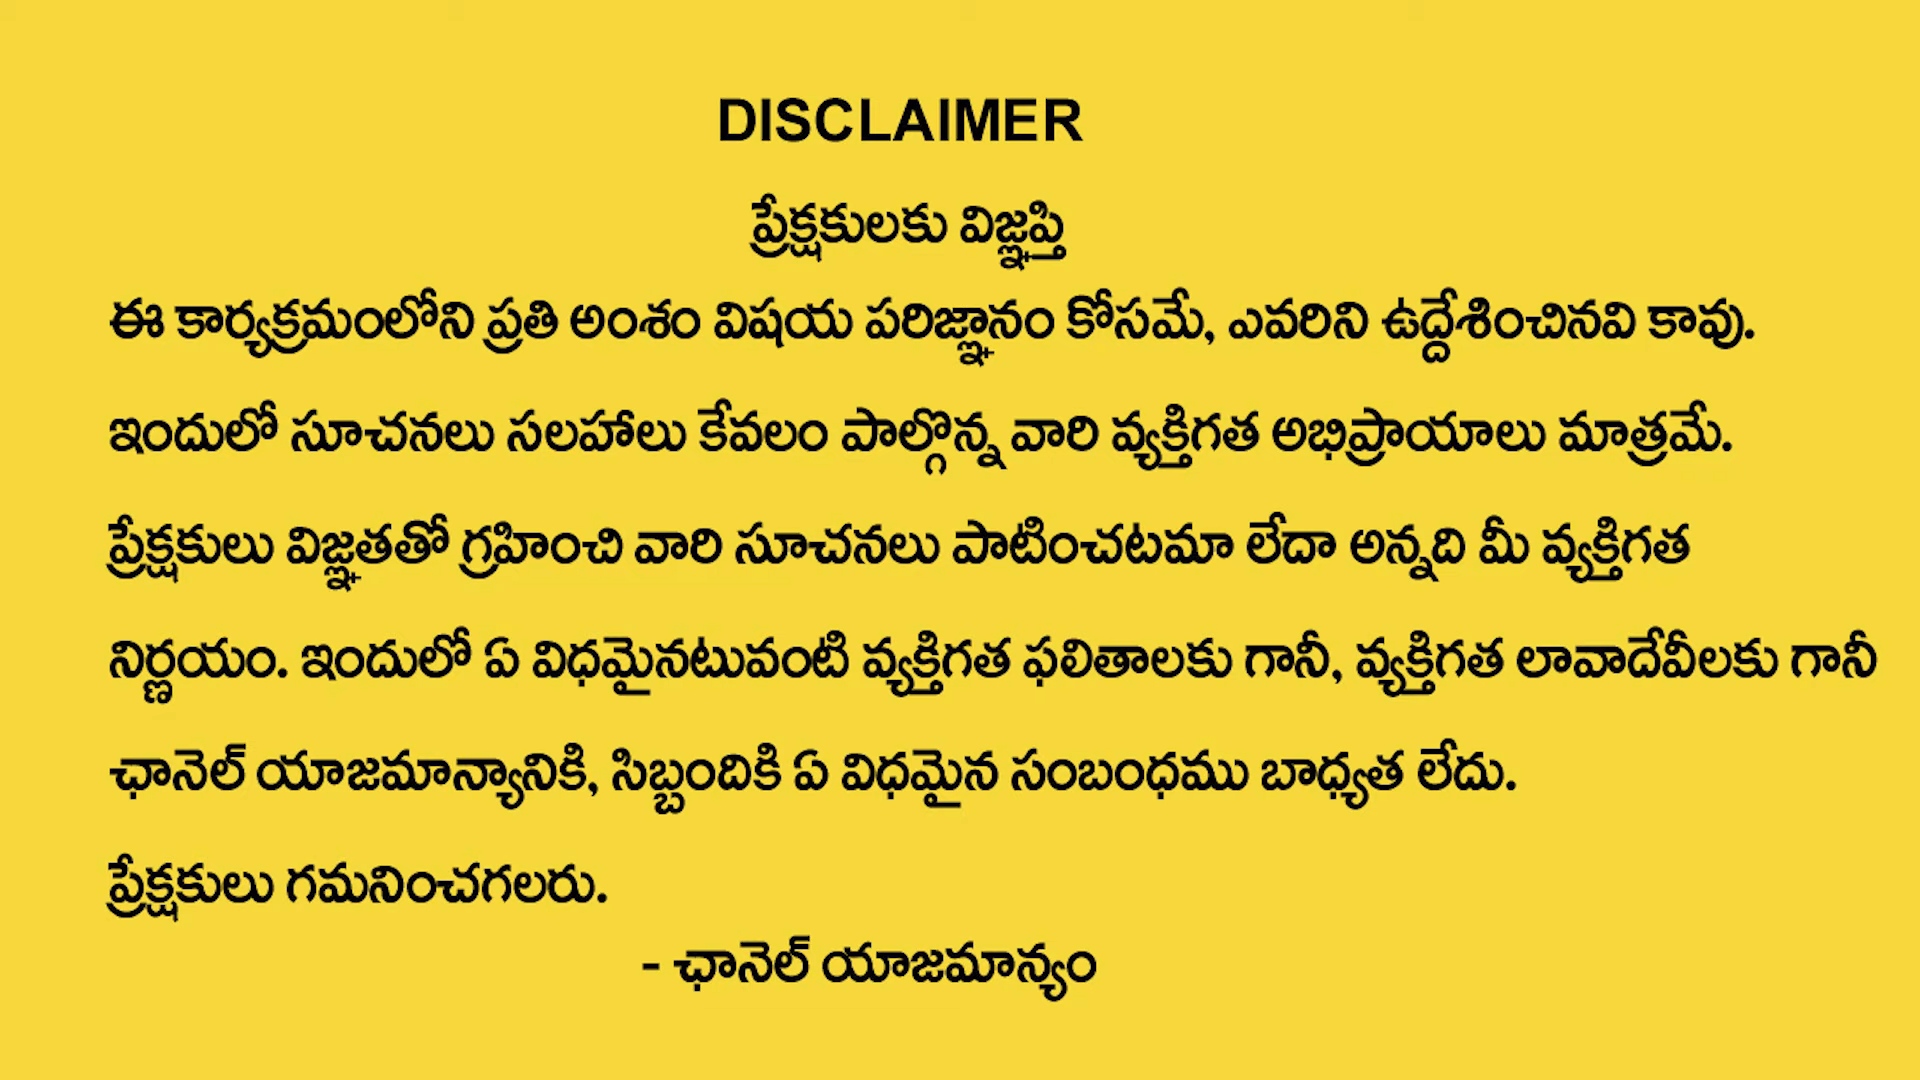 DISCLAIMER
ప్రేక్షకులకు విజ్ఞప్తి
ఈ కార్యక్రమంలోని ప్రతి అంశం విషయ పరిజ్ఞానం కోసమే, ఎవరిని ఉద్దేశించినవి కావు.
ఇందులో సూచనలు సలహాలు కేవలం పాల్గొన్న వారి వ్యక్తిగత అభిప్రాయాలు మాత్రమే.
ప్రేక్షకులు విజ్ఞతతో గ్రహించి వారి సూచనలు పాటించటమా లేదా అన్నది మీ వ్యక్తిగత
నిర్ణయం. ఇందులో ఏ విధమైనటువంటి వ్యక్తిగత ఫలితాలకు గానీ, వ్యక్తిగత లావాదేవీలకు గానీ
ఛానెల్ యాజమాన్యానికి, సిబ్బందికి ఏ విధమైన సంబంధము బాధ్యత లేదు.
ప్రేక్షకులు గమనించగలరు.
- ఛానెల్ యాజమాన్యం